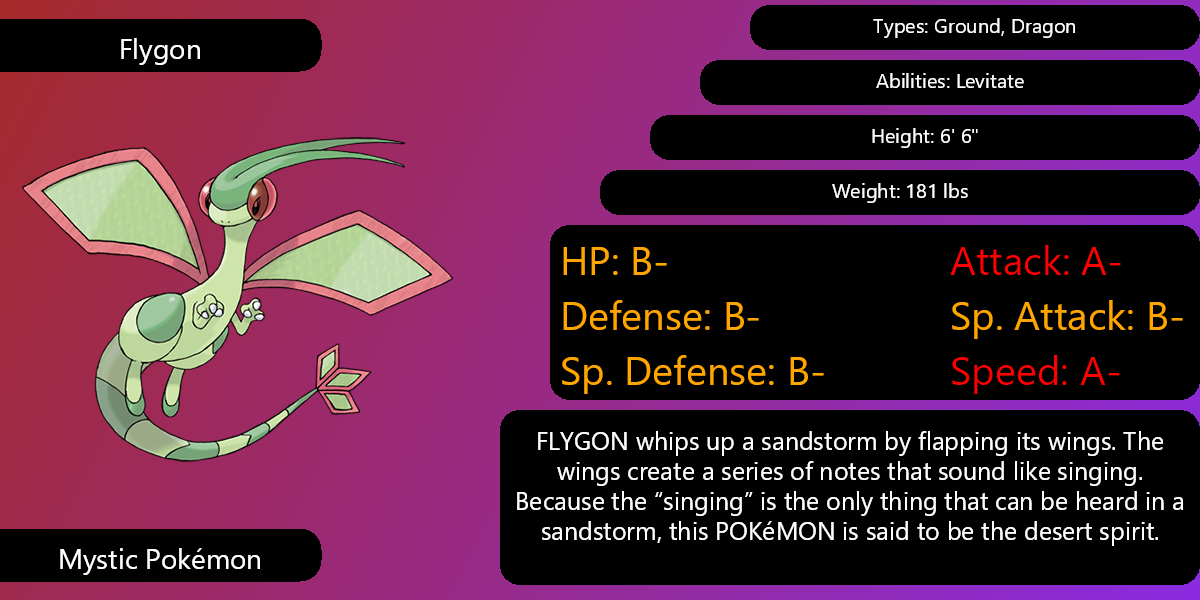 Flygon
Types: Ground, Dragon
Abilities: Levitate
Height: 6' 6"
Weight: 181 lbs
HP: B-
Attack: A-
Defense: B-
Sp. Attack: B-
Sp. Defense: B-
Speed: A-
FLYGON whips up a sandstorm by flapping its wings. The
wings create a series of notes that sound like singing.
Because the “singing” is the only thing that can be heard in a
sandstorm, this POKéMON is said to be the desert spirit.
Mystic Pokémon